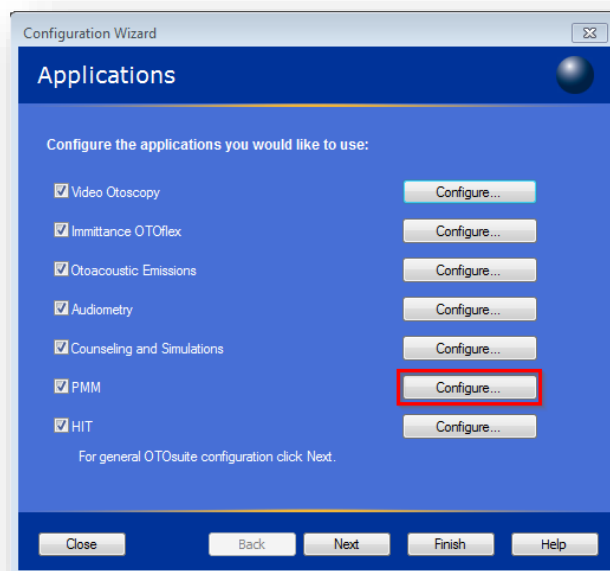 Configuration Wizard
Applications
Configure the applications you would like to use:
Video Otoscopy Configure...
Immittance OTOflex Configure...
Otoacoustic Emissions Configure...
Audiometry Configure...
Counseling and Simulations Configure...
PMM Configure...
HIT Configure...
For general OTOsuite configuration click Next.
Close Back Next Finish Help